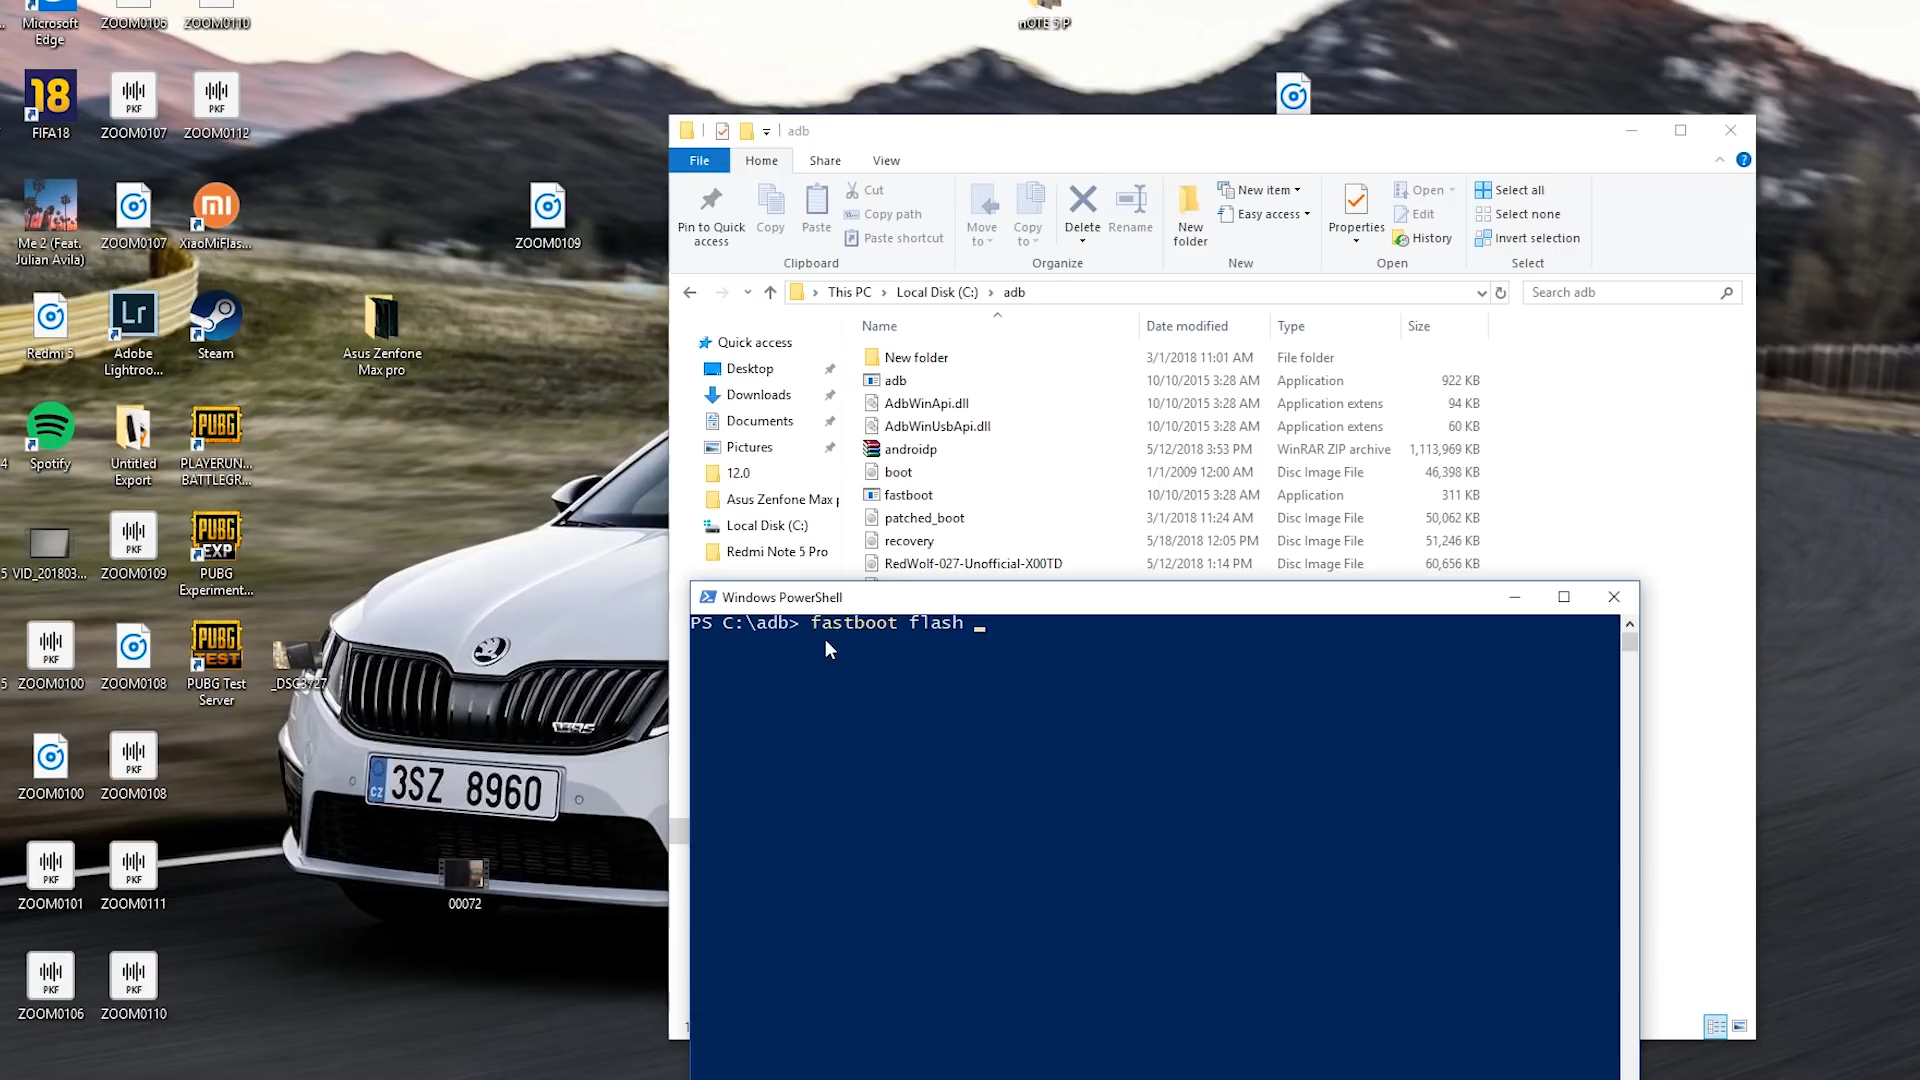 Microsoft
Edge
ZOOM0106
ZOOM0110
nOTE 5 P
18
FIFA18
PKF
ZOOM0107
PKF
ZOOM0112
Me 2 (Feat.
Julian Avila)
ZOOM0107
XiaoMiFlas...
ZOOM0109
Redmi 5
Lr
Adobe
Lightroo...
Steam
Asus Zenfone
Max pro
4
Spotify
Untitled
Export
PUBG
PLAYERUN...
BATTLEGR...
5
VID_201803...
PKF
ZOOM0109
PUBG
EXP
PUBG
Experiment...
5
PKF
ZOOM0100
ZOOM0108
PUBG
TEST
PUBG Test
Server
_DSC3727
ZOOM0100
PKF
ZOOM0108
3SZ 8960
CZ
PKF
ZOOM0101
PKF
ZOOM0111
00072
PKF
ZOOM0106
PKF
ZOOM0110
adb
File
Home
Share
View
Pin to Quick
access
Copy
Paste
Cut
Copy path
Paste shortcut
Clipboard
Move
to
Copy
to
Delete
Rename
Organize
New
folder
New item
Easy access
New
Properties
Open
Edit
History
Open
Select all
Select none
Invert selection
Select
This PC > Local Disk (C:) > adb
Search adb
Name Date modified Type Size
Quick access
Desktop
Downloads
Documents
Pictures
12.0
Asus Zenfone Max p
Local Disk (C:)
Redmi Note 5 Pro
New folder 3/1/2018 11:01 AM File folder
adb 10/10/2015 3:28 AM Application 922 KB
AdbWinApi.dll 10/10/2015 3:28 AM Application extens 94 KB
AdbWinUsbApi.dll 10/10/2015 3:28 AM Application extens 60 KB
androidp 5/12/2018 3:53 PM WinRAR ZIP archive 1,113,969 KB
boot 1/1/2009 12:00 AM Disc Image File 46,398 KB
fastboot 10/10/2015 3:28 AM Application 311 KB
patched_boot 3/1/2018 11:24 AM Disc Image File 50,062 KB
recovery 5/18/2018 12:05 PM Disc Image File 51,246 KB
RedWolf-027-Unofficial-X00TD 5/12/2018 1:14 PM Disc Image File 60,656 KB
Windows PowerShell
PS C:\adb> fastboot flash _